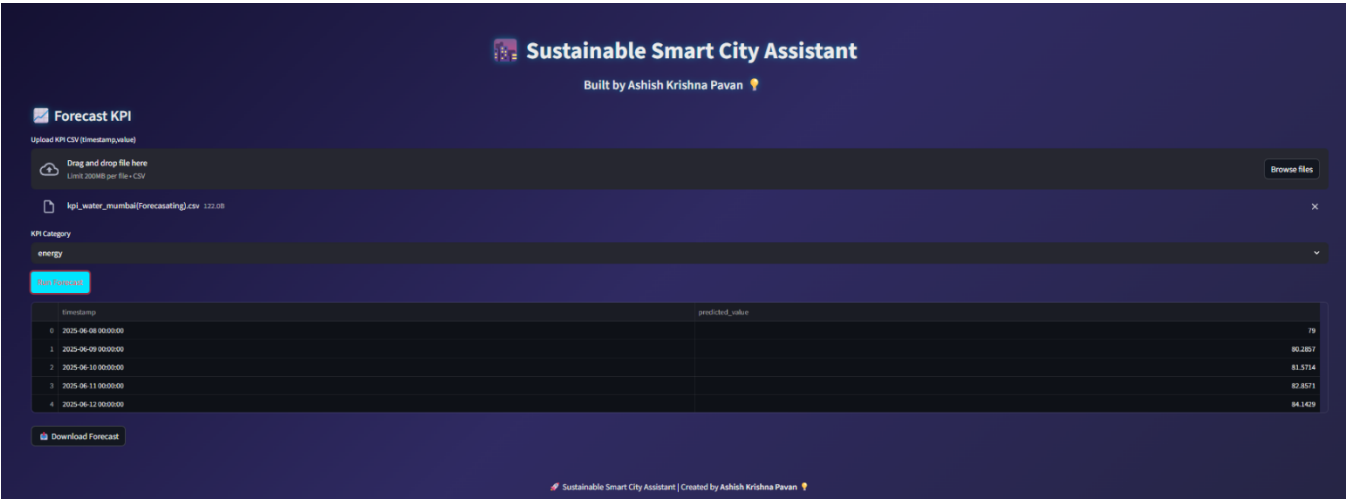 Sustainable Smart City Assistant
Built by Ashish Krishna Pavan
Forecast KPI
Upload KPI CSV (timestamp,value)
Drag and drop file here
Limit 200MB per file • CSV
Browse files
kpi_water_mumbai(Forecasating).csv 122.0B
KPI Category
energy
Run Forecast
timestamp predicted_value
0 2025-06-08 00:00:00 79
1 2025-06-09 00:00:00 80.2857
2 2025-06-10 00:00:00 81.5714
3 2025-06-11 00:00:00 82.8571
4 2025-06-12 00:00:00 84.1429
Download Forecast
Sustainable Smart City Assistant | Created by Ashish Krishna Pavan